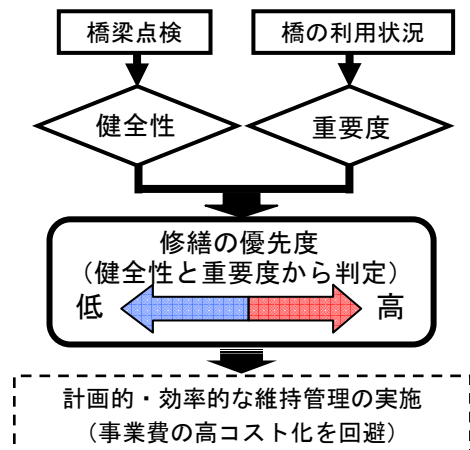 橋梁点検
橋の利用状況
健全性
重要度
修繕の優先度
（健全性と重要度から判定）
低
高
計画的・効率的な維持管理の実施
（事業費の高コスト化を回避）